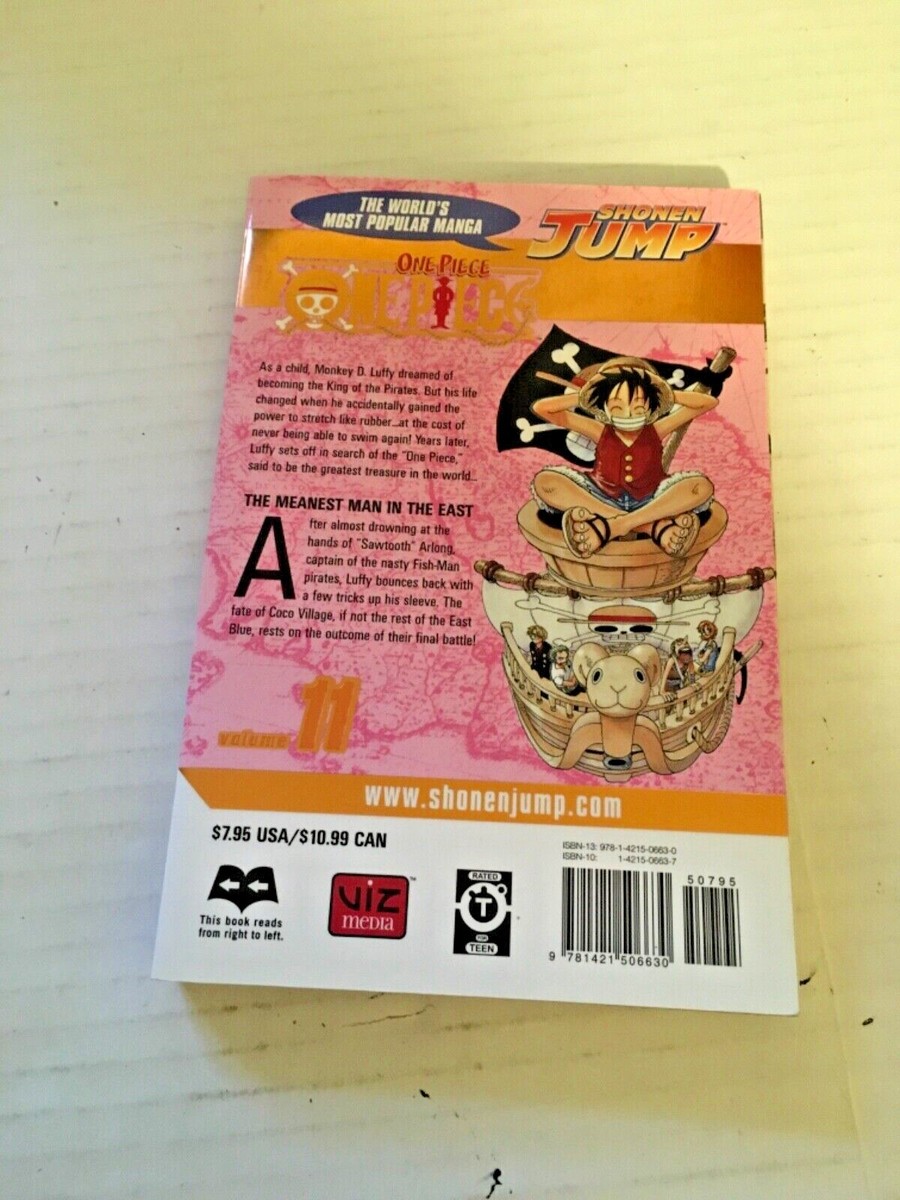 THE WORLD'S
MOST POPULAR MANGA
SHONEN
JUMP
ONE PIECE
ONE PIECE
As a child, Monkey D. Luffy dreamed of
becoming the King of the Pirates. But his life
changed when he accidentally gained the
power to stretch like rubber...at the cost of
never being able to swim again! Years later,
Luffy sets off in search of the "One Piece,"
said to be the greatest treasure in the world...
THE MEANEST MAN IN THE EAST
After almost drowning at the
hands of "Sawtooth" Arlong,
captain of the nasty Fish-Man
pirates, Luffy bounces back with
a few tricks up his sleeve. The
fate of Coco Village, if not the rest of the East
Blue, rests on the outcome of their final battle!
volume 11
www.shonenjump.com
$7.95 USA/$10.99 CAN
This book reads
from right to left.
VIZ
media
™
RATED
T
FOR
TEEN
ISBN-13: 978-1-4215-0663-0
ISBN-10: 1-4215-0663-7
50795
9 781421 506630